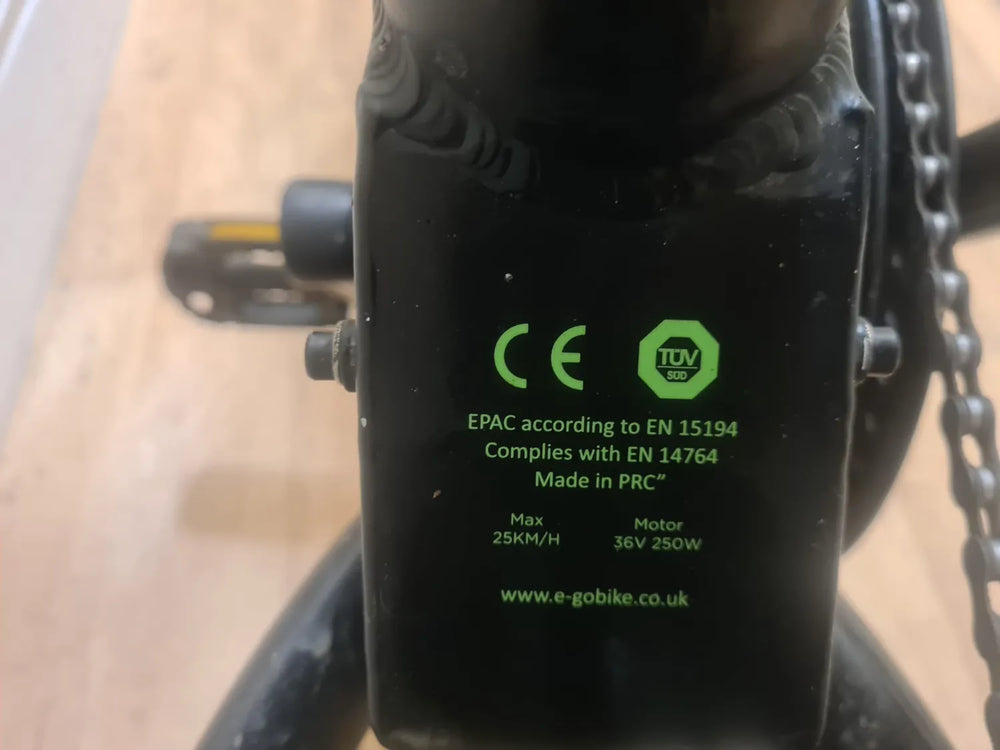 CE
TÜV
SÜD
EPAC according to EN 15194
Complies with EN 14764
Made in PRC”
Max
25KM/H
Motor
36V 250W
www.e-gobike.co.uk